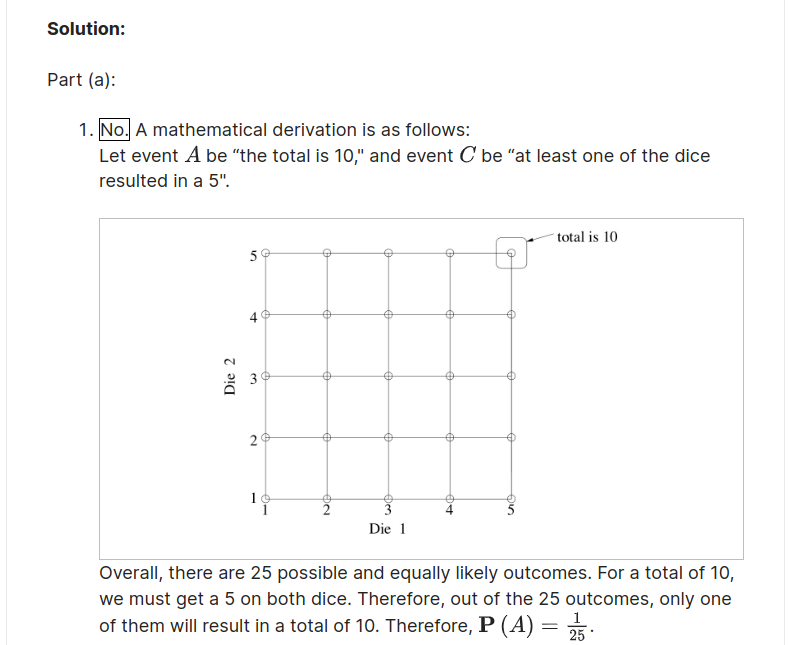 Solution:
Part (a):
1. No. A mathematical derivation is as follows:
Let event A be “the total is 10," and event C be “at least one of the dice
resulted in a 5".
total is 10
5
4
3
2
1
Die 2
1 2 3 4 5
Die 1
Overall, there are 25 possible and equally likely outcomes. For a total of 10,
we must get a 5 on both dice. Therefore, out of the 25 outcomes, only one
of them will result in a total of 10. Therefore, P (A) = 1/25.